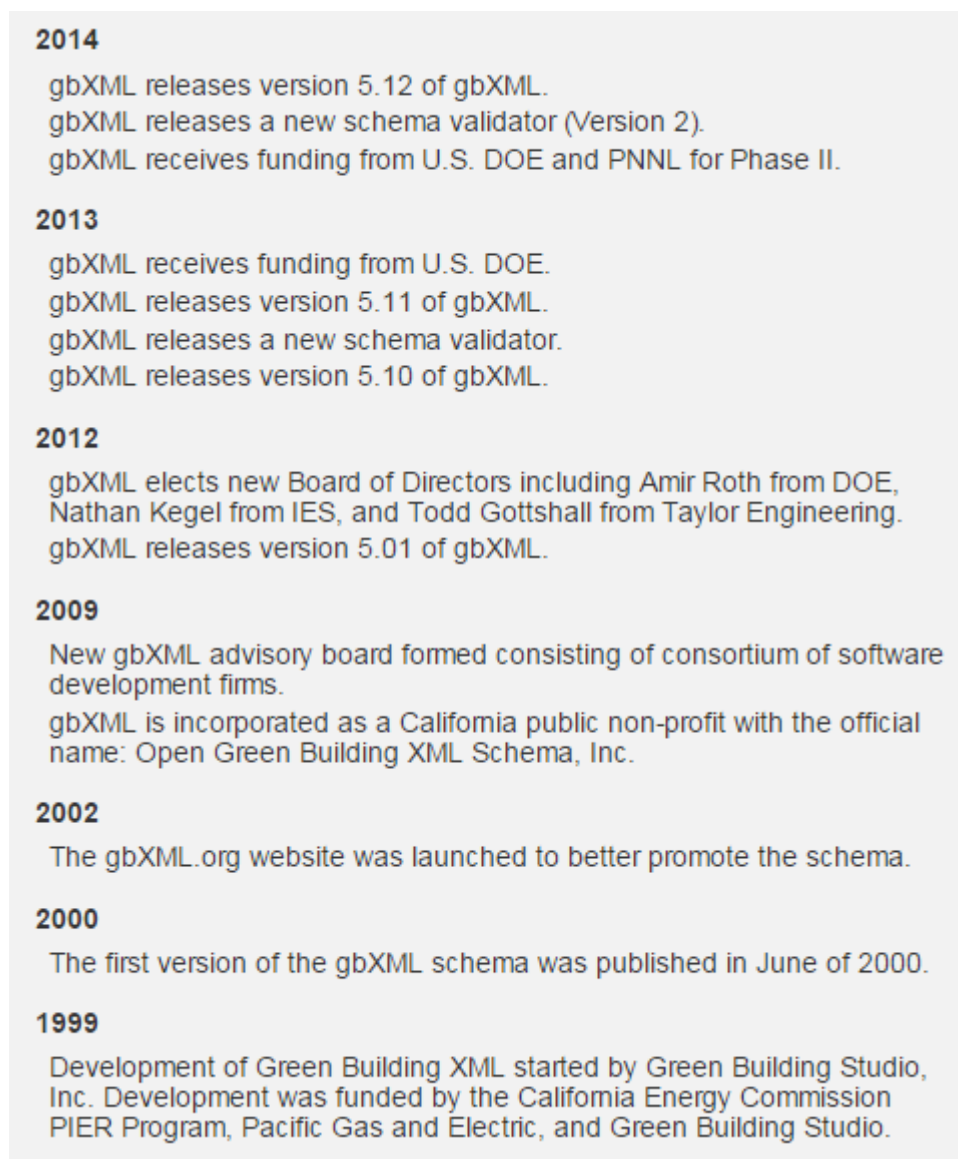 2014
gbXML releases version 5.12 of gbXML.
gbXML releases a new schema validator (Version 2).
gbXML receives funding from U.S. DOE and PNNL for Phase II.
2013
gbXML receives funding from U.S. DOE.
gbXML releases version 5.11 of gbXML.
gbXML releases a new schema validator.
gbXML releases version 5.10 of gbXML.
2012
gbXML elects new Board of Directors including Amir Roth from DOE,
Nathan Kegel from IES, and Todd Gottshall from Taylor Engineering.
gbXML releases version 5.01 of gbXML.
2009
New gbXML advisory board formed consisting of consortium of software
development firms.
gbXML is incorporated as a California public non-profit with the official
name: Open Green Building XML Schema, Inc.
2002
The gbXML.org website was launched to better promote the schema.
2000
The first version of the gbXML schema was published in June of 2000.
1999
Development of Green Building XML started by Green Building Studio,
Inc. Development was funded by the California Energy Commission
PIER Program, Pacific Gas and Electric, and Green Building Studio.